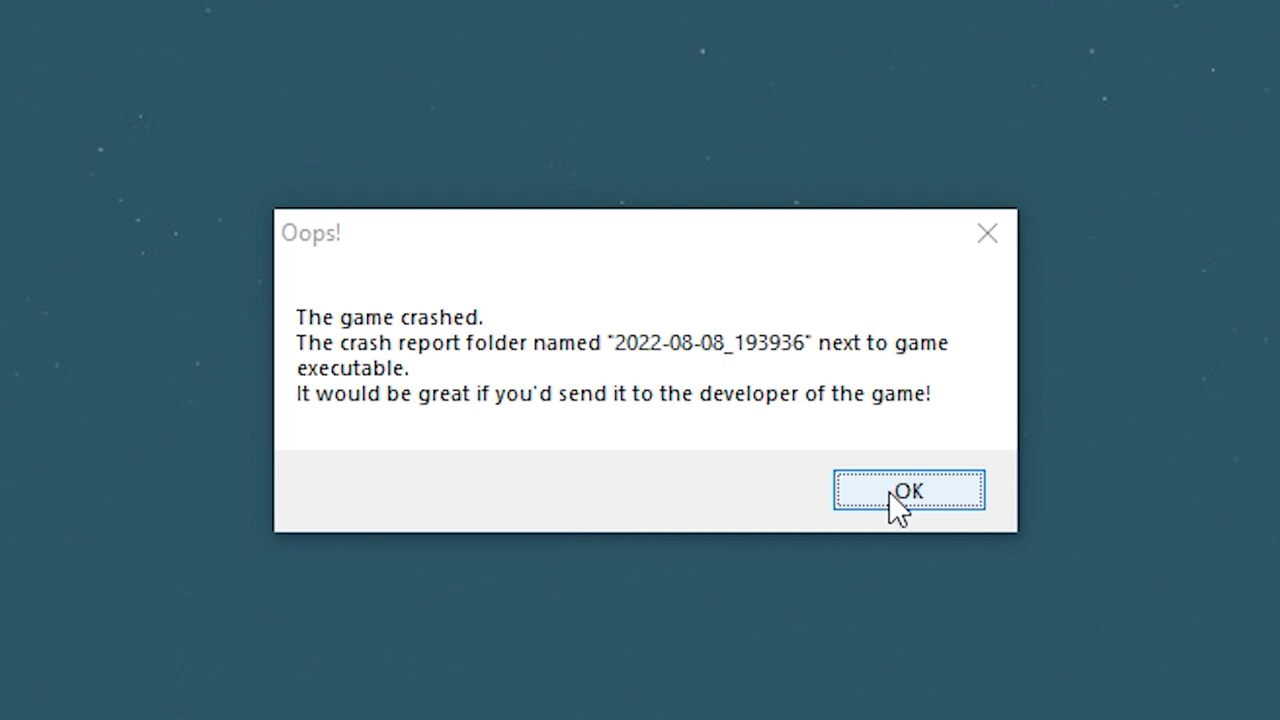 Oops!
The game crashed.
The crash report folder named "2022-08-08_193936" next to game
executable.
It would be great if you'd send it to the developer of the game!
OK